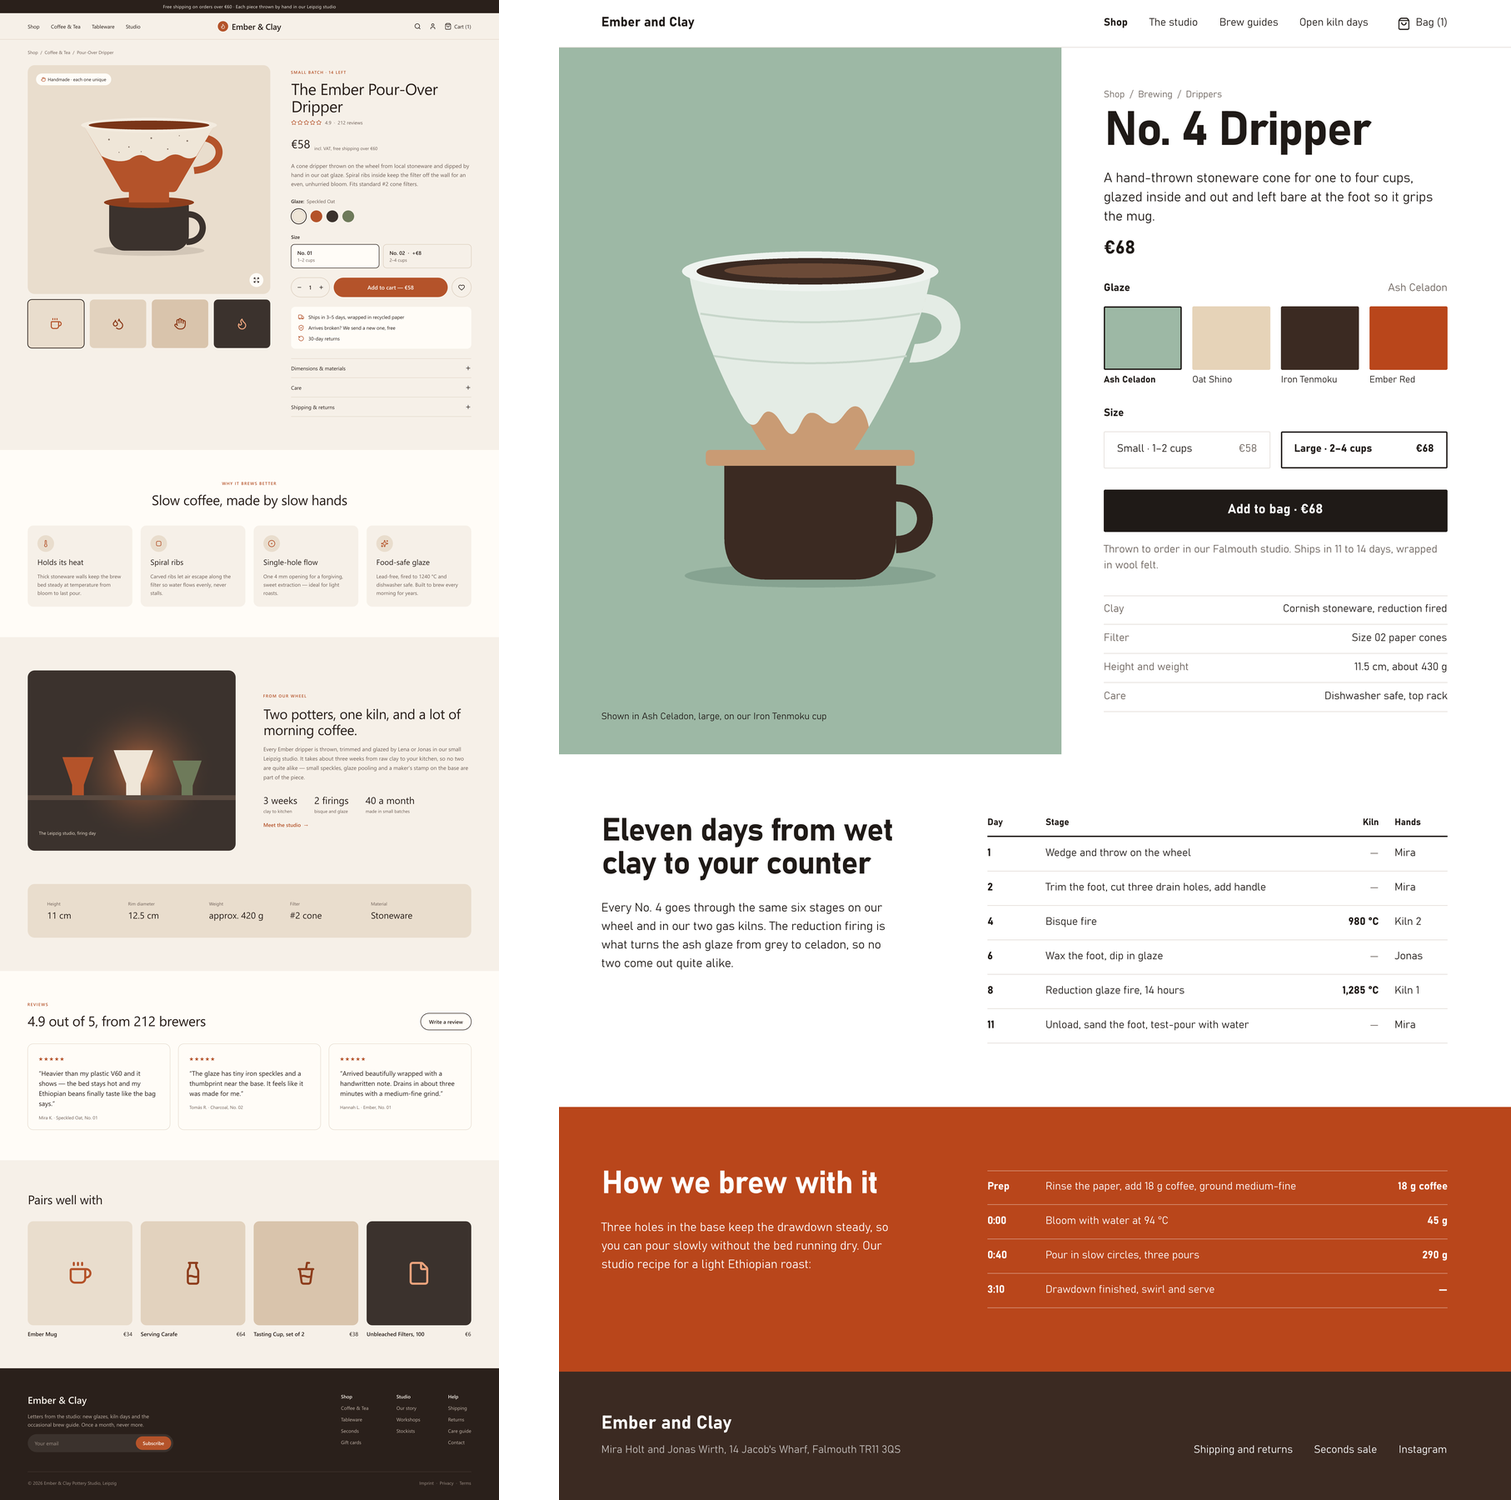 Free shipping on orders over €60 · Each piece thrown by hand in our Leipzig studio
Shop Coffee & Tea Tableware Studio
Ember & Clay
Cart (1)
Shop / Coffee & Tea / Pour-Over Dripper
Handmade · each one unique
SMALL BATCH · 14 LEFT
The Ember Pour-Over
Dripper
4.9 · 212 reviews
€58 incl. VAT, free shipping over €60
A cone dripper thrown on the wheel from local stoneware and dipped by
hand in our oat glaze. Spiral ribs inside keep the filter off the wall for an
even, unhurried bloom. Fits standard #2 cone filters.
Glaze: Speckled Oat
Size
No. 01
1–2 cups
No. 02 · +€8
2–4 cups
− 1 +
Add to cart — €58
Ships in 3–5 days, wrapped in recycled paper
Arrives broken? We send a new one, free
30-day returns
Dimensions & materials +
Care +
Shipping & returns +
WHY IT BREWS BETTER
Slow coffee, made by slow hands
Holds its heat
Thick stoneware walls keep the brew
bed steady at temperature from
bloom to last pour.
Spiral ribs
Carved ribs let air escape along the
filter so water flows evenly, never
stalls.
Single-hole flow
One 4 mm opening for a forgiving,
sweet extraction — ideal for light
roasts.
Food-safe glaze
Lead-free, fired to 1240 °C and
dishwasher safe. Built to brew every
morning for years.
The Leipzig studio, firing day
FROM OUR WHEEL
Two potters, one kiln, and a lot of
morning coffee.
Every Ember dripper is thrown, trimmed and glazed by Lena or Jonas in our small
Leipzig studio. It takes about three weeks from raw clay to your kitchen, so no two
are quite alike — small speckles, glaze pooling and a maker's stamp on the base are
part of the piece.
3 weeks
clay to kitchen
2 firings
bisque and glaze
40 a month
made in small batches
Meet the studio →
Height
11 cm
Rim diameter
12.5 cm
Weight
approx. 420 g
Filter
#2 cone
Material
Stoneware
REVIEWS
4.9 out of 5, from 212 brewers
Write a review
★★★★★
"Heavier than my plastic V60 and it
shows — the bed stays hot and my
Ethiopian beans finally taste like the bag
says."
Mira K. · Speckled Oat, No. 01
★★★★★
"The glaze has tiny iron speckles and a
thumbprint near the base. It feels like it
was made for me."
Tomás R. · Charcoal, No. 02
★★★★★
"Arrived beautifully wrapped with a
handwritten note. Drains in about three
minutes with a medium-fine grind."
Hannah L. · Ember, No. 01
Pairs well with
Ember Mug €34
Serving Carafe €64
Tasting Cup, set of 2 €38
Unbleached Filters, 100 €6
Ember & Clay
Letters from the studio: new glazes, kiln days and the
occasional brew guide. Once a month, never more.
Your email
Subscribe
Shop
Coffee & Tea
Tableware
Seconds
Gift cards
Studio
Our story
Workshops
Stockists
Help
Shipping
Returns
Care guide
Contact
© 2026 Ember & Clay Pottery Studio, Leipzig
Imprint · Privacy · Terms
Ember and Clay
Shop The studio Brew guides Open kiln days Bag (1)
Shown in Ash Celadon, large, on our Iron Tenmoku cup
Shop / Brewing / Drippers
No. 4 Dripper
A hand-thrown stoneware cone for one to four cups,
glazed inside and out and left bare at the foot so it grips
the mug.
€68
Glaze Ash Celadon
Ash Celadon Oat Shino Iron Tenmoku Ember Red
Size
Small · 1–2 cups €58
Large · 2–4 cups €68
Add to bag · €68
Thrown to order in our Falmouth studio. Ships in 11 to 14 days, wrapped
in wool felt.
Clay Cornish stoneware, reduction fired
Filter Size 02 paper cones
Height and weight 11.5 cm, about 430 g
Care Dishwasher safe, top rack
Eleven days from wet
clay to your counter
Every No. 4 goes through the same six stages on our
wheel and in our two gas kilns. The reduction firing is
what turns the ash glaze from grey to celadon, so no
two come out quite alike.
Day Stage Kiln Hands
1 Wedge and throw on the wheel — Mira
2 Trim the foot, cut three drain holes, add handle — Mira
4 Bisque fire 980 °C Kiln 2
6 Wax the foot, dip in glaze — Jonas
8 Reduction glaze fire, 14 hours 1,285 °C Kiln 1
11 Unload, sand the foot, test-pour with water — Mira
How we brew with it
Three holes in the base keep the drawdown steady, so
you can pour slowly without the bed running dry. Our
studio recipe for a light Ethiopian roast:
Prep Rinse the paper, add 18 g coffee, ground medium-fine 18 g coffee
0:00 Bloom with water at 94 °C 45 g
0:40 Pour in slow circles, three pours 290 g
3:10 Drawdown finished, swirl and serve —
Ember and Clay
Mira Holt and Jonas Wirth, 14 Jacob's Wharf, Falmouth TR11 3QS
Shipping and returns Seconds sale Instagram